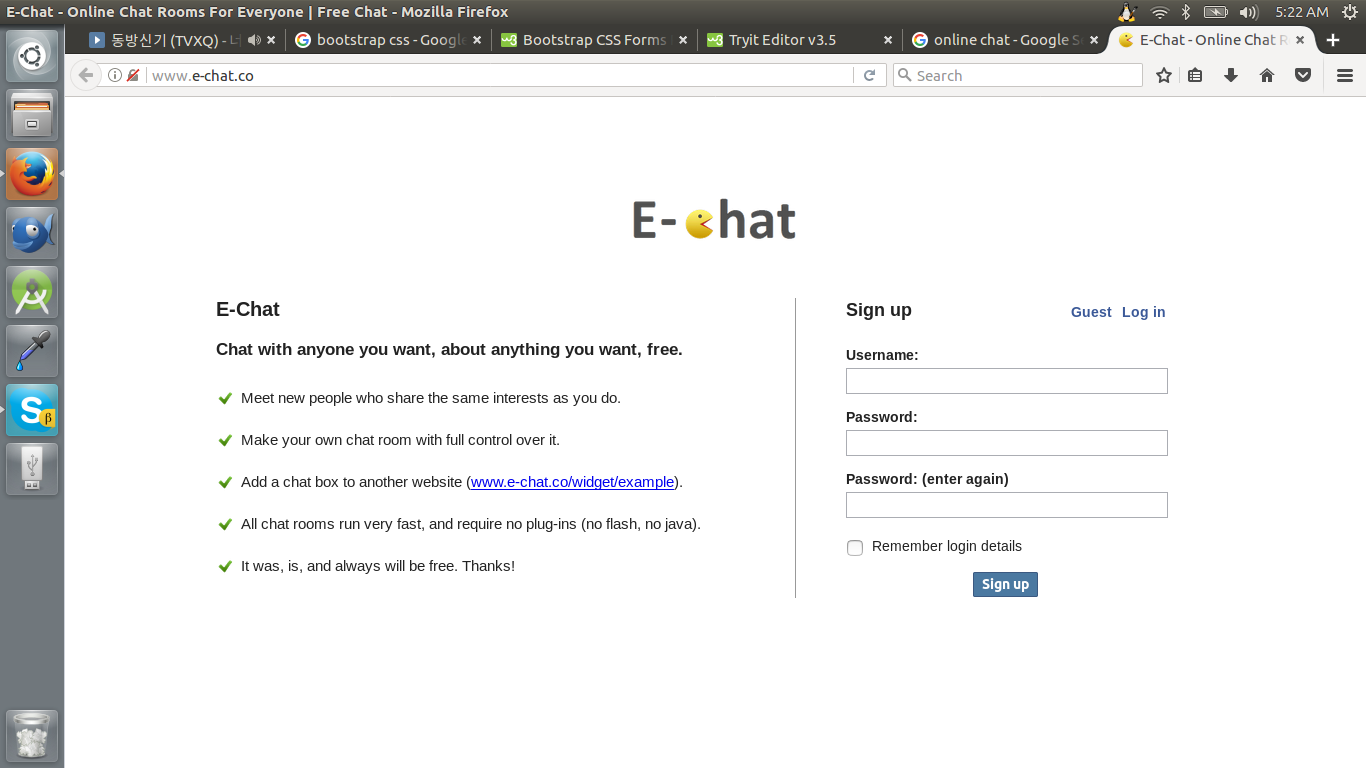 E-Chat - Online Chat Rooms For Everyone | Free Chat - Mozilla Firefox
5:22 AM
동방신기 (TVXQ) -
bootstrap css - Google
Bootstrap CSS Forms
Tryit Editor v3.5
online chat - Google S
E-Chat - Online Chat R
www.e-chat.co
Search
E-Chat
E-Chat
Chat with anyone you want, about anything you want, free.
Meet new people who share the same interests as you do.
Make your own chat room with full control over it.
Add a chat box to another website (www.e-chat.co/widget/example).
All chat rooms run very fast, and require no plug-ins (no flash, no java).
It was, is, and always will be free. Thanks!
Sign up
Guest Log in
Username:
Password:
Password: (enter again)
Remember login details
Sign up